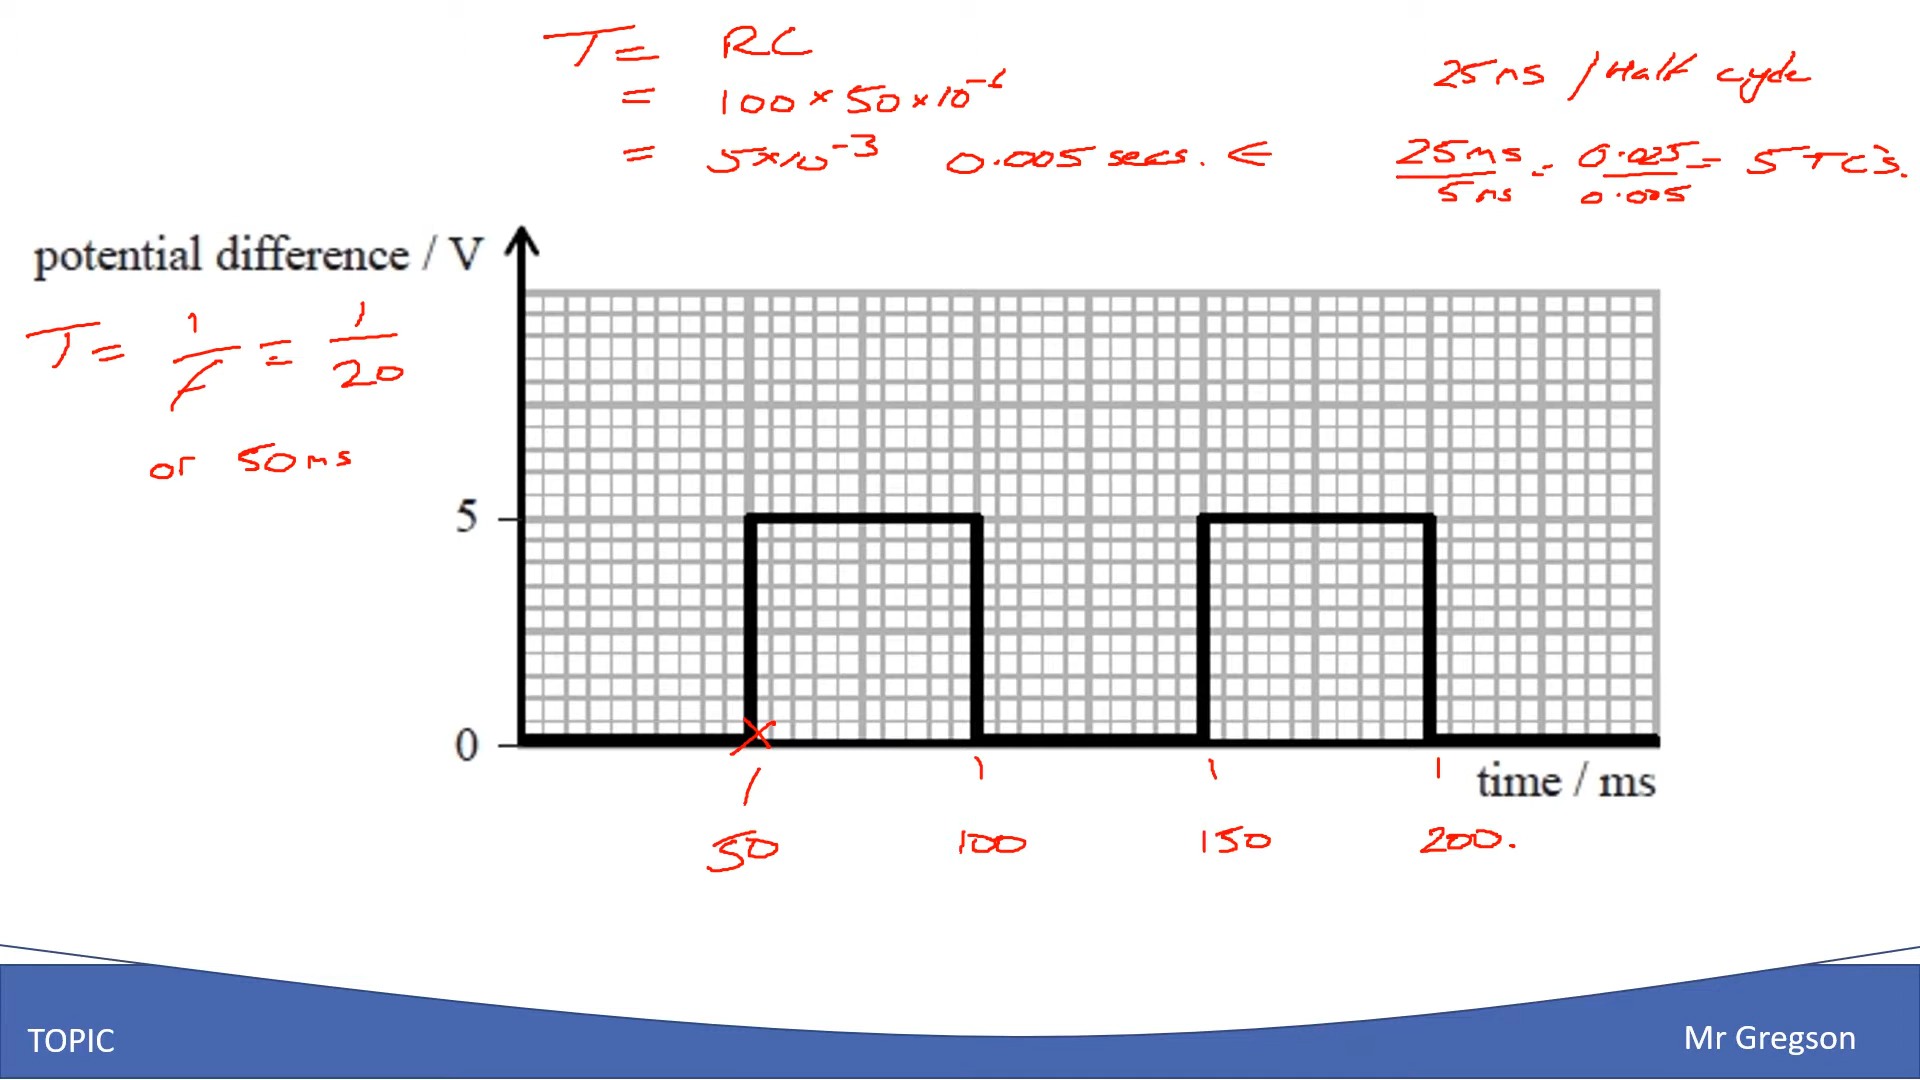 T = RC
= 100 × 50 × 10⁻⁶
= 5×10⁻³ 0.005 secs. ←
25ms / Half cycle
25ms / 5ms = 0.025 / 0.005 = 5 TC's.
potential difference / V
T = 1/f = 1/20
or 50ms
5
0
time / ms
50 100 150 200.
TOPIC
Mr Gregson